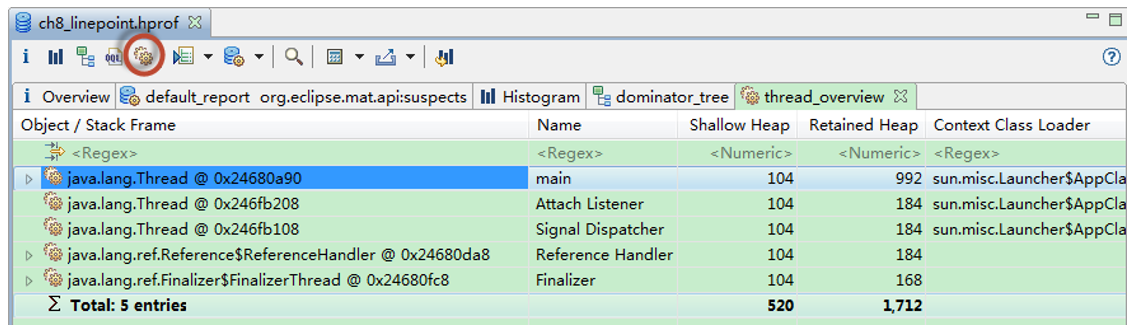 ch8_linepoint.hprof
i OQL
i Overview default_report org.eclipse.mat.api:suspects Histogram dominator_tree thread_overview
Object / Stack Frame Name Shallow Heap Retained Heap Context Class Loader
<Regex> <Regex> <Numeric> <Numeric> <Regex>
java.lang.Thread @ 0x24680a90 main 104 992 sun.misc.Launcher$AppCla
java.lang.Thread @ 0x246fb208 Attach Listener 104 184 sun.misc.Launcher$AppCla
java.lang.Thread @ 0x246fb108 Signal Dispatcher 104 184 sun.misc.Launcher$AppCla
java.lang.ref.Reference$ReferenceHandler @ 0x24680da8 Reference Handler 104 184
java.lang.ref.Finalizer$FinalizerThread @ 0x24680fc8 Finalizer 104 168
Σ Total: 5 entries 520 1,712